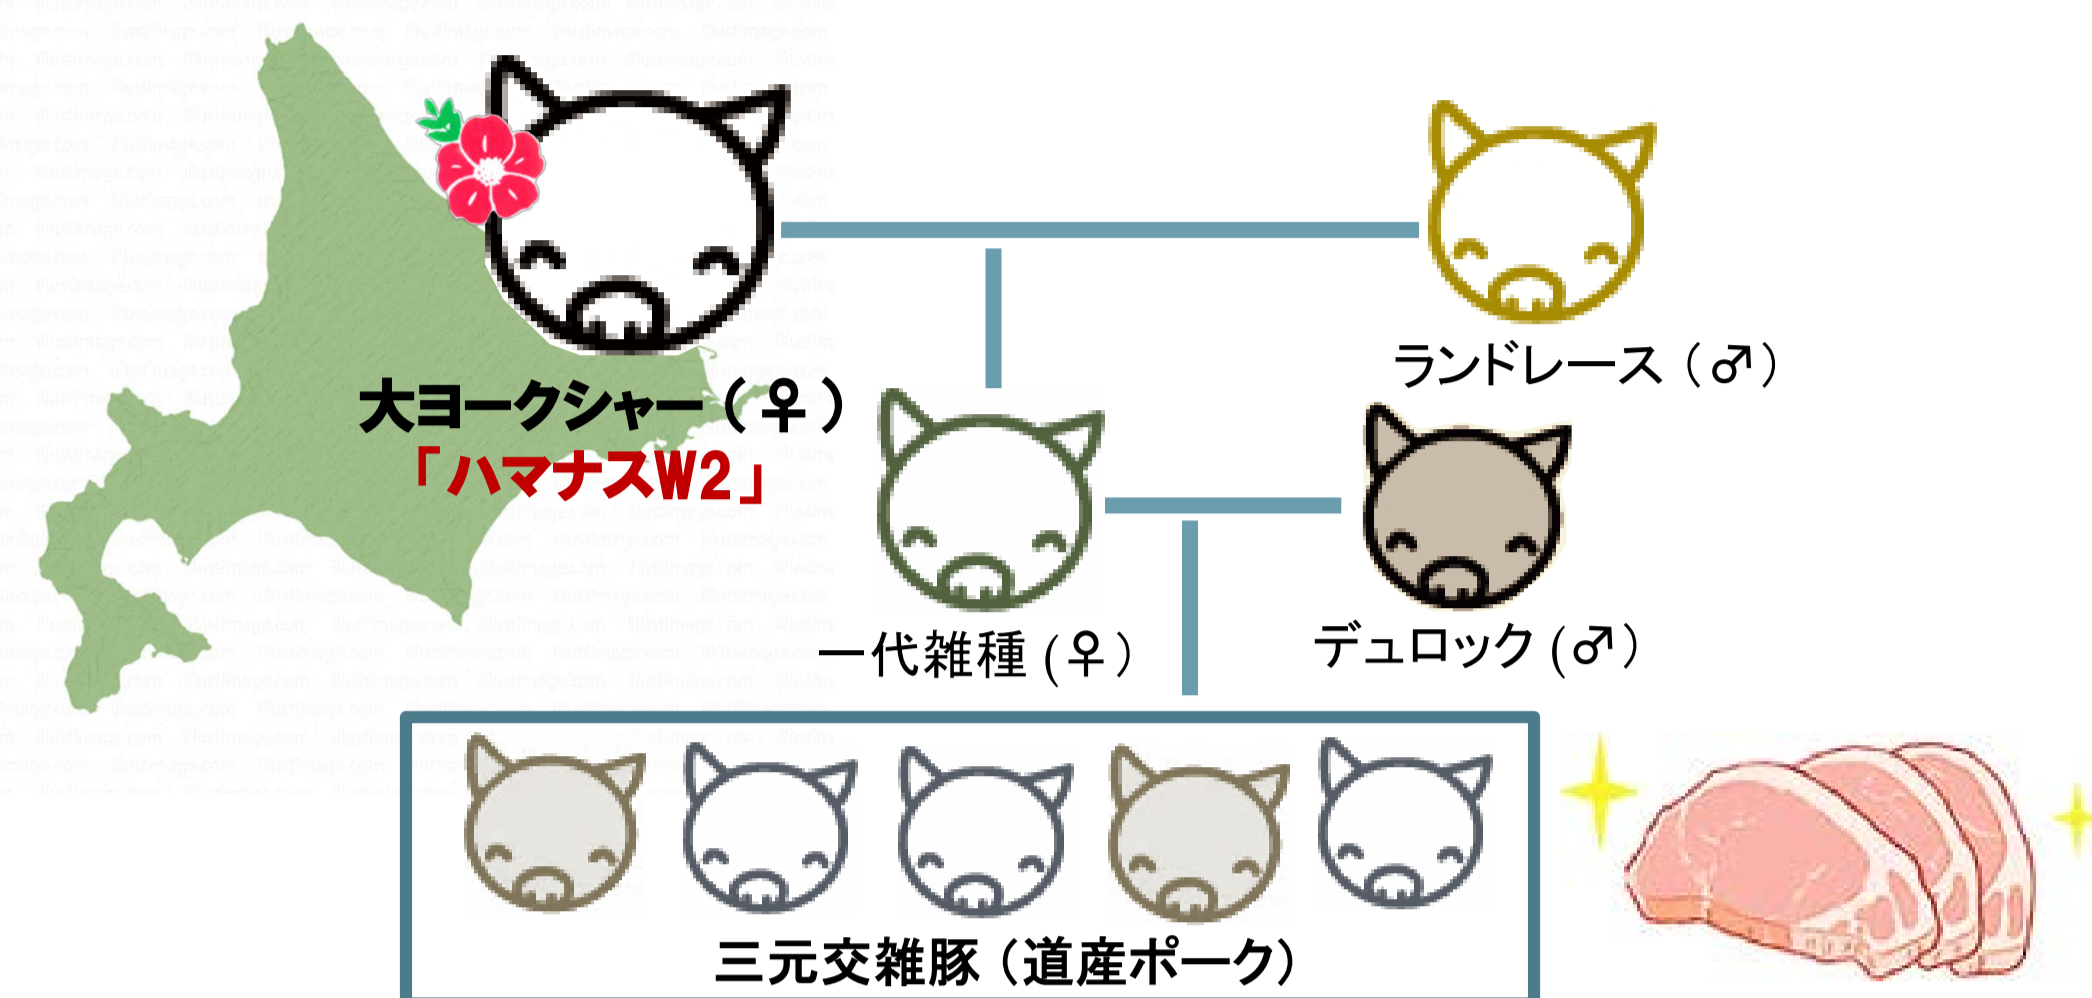 大ヨークシャー（♀）
「ハマナスW2」
ランドレース（♂）
一代雑種（♀）
デュロック（♂）
三元交雑豚（道産ポーク）